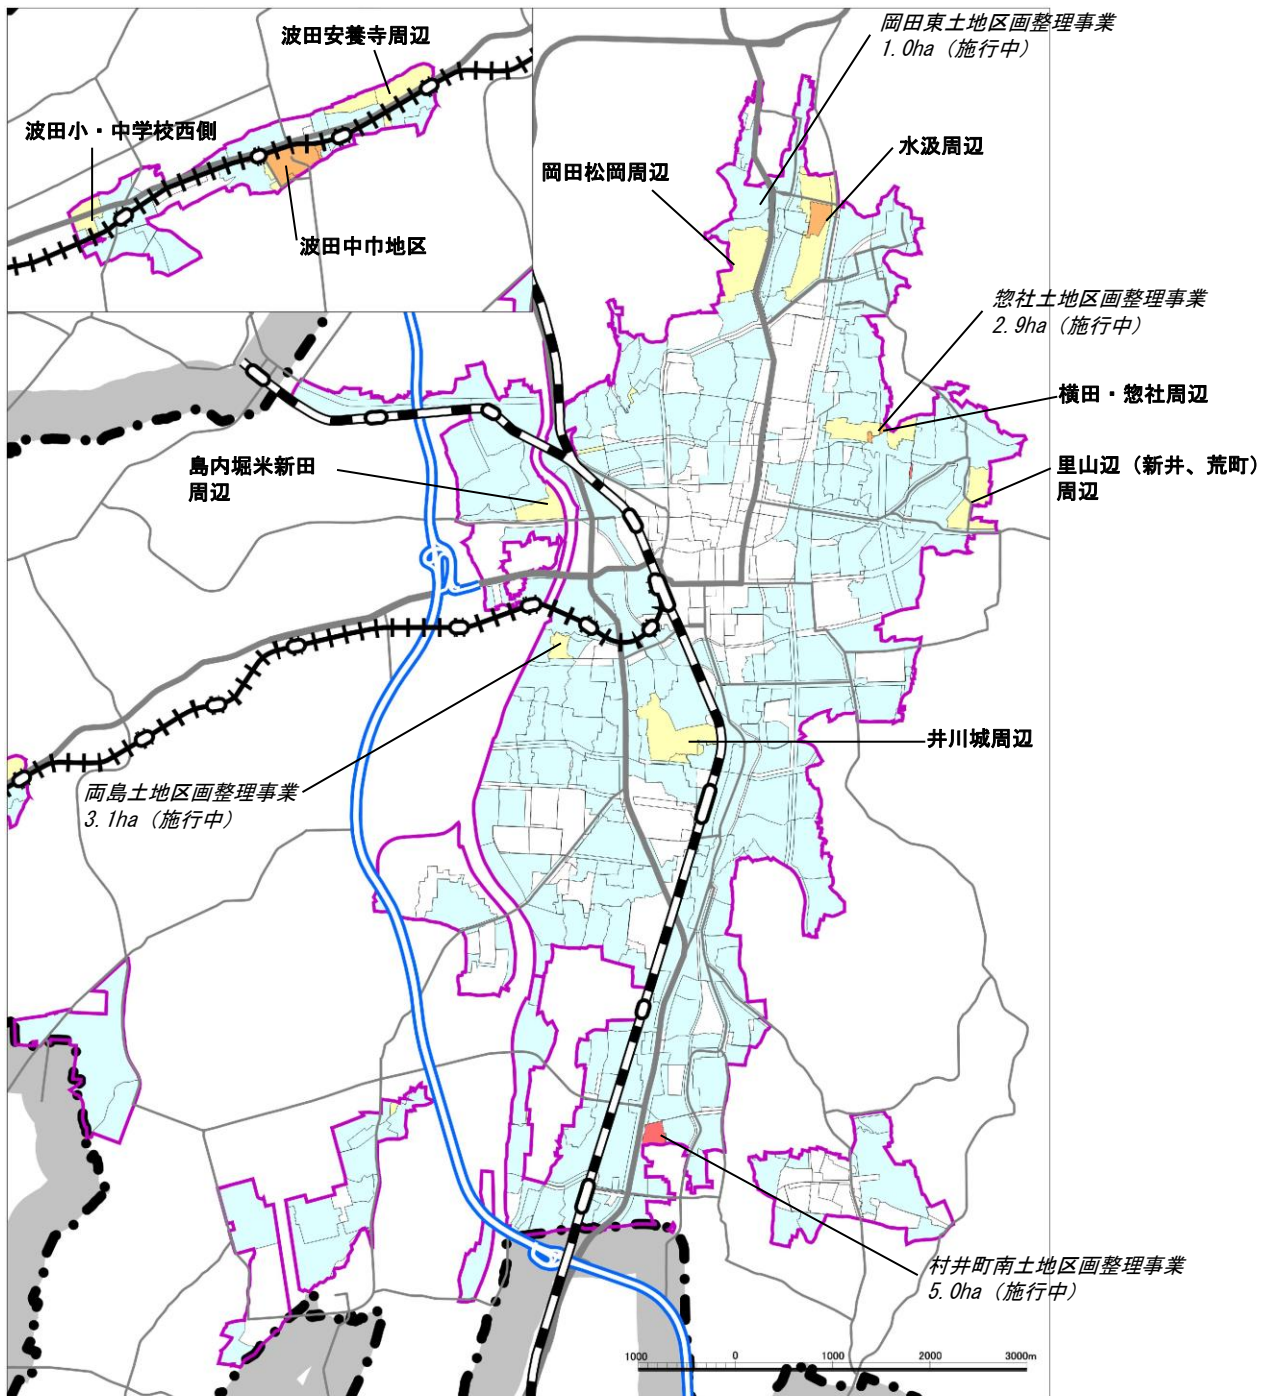 波田安養寺周辺
岡田東土地区画整理事業
1.0ha（施行中）
波田小・中学校西側
水汲周辺
岡田松岡周辺
波田中巾地区
惣社土地区画整理事業
2.9ha（施行中）
横田・惣社周辺
島内堀米新田
周辺
里山辺（新井、荒町）
周辺
井川城周辺
両島土地区画整理事業
3.1ha（施行中）
村井町南土地区画整理事業
5.0ha（施行中）
1000 0 1000 2000 3000m